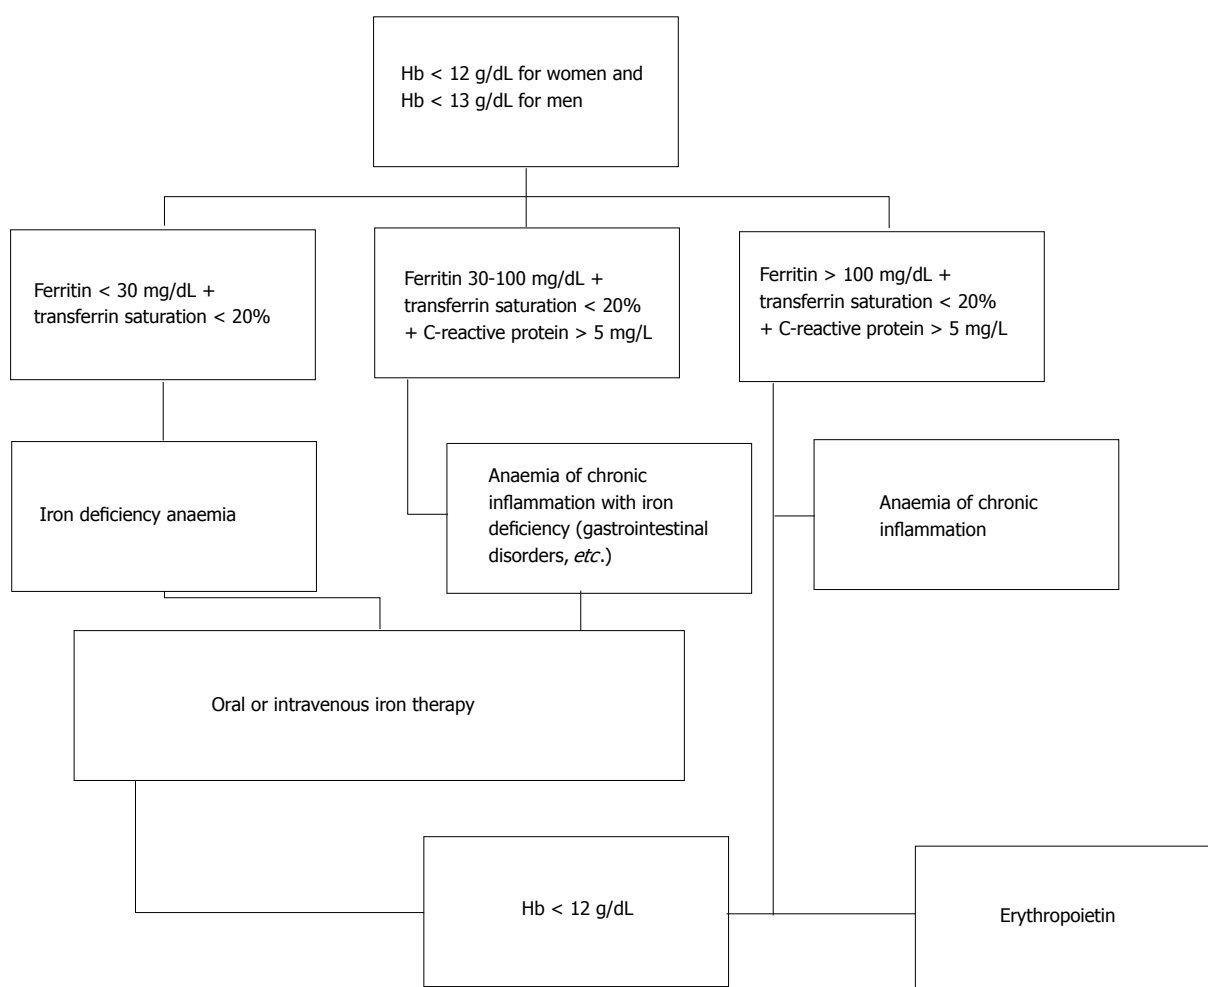 Hb < 12 g/dL for women and
Hb < 13 g/dL for men
Ferritin < 30 mg/dL +
transferrin saturation < 20%
Ferritin 30-100 mg/dL +
transferrin saturation < 20%
+ C-reactive protein > 5 mg/L
Ferritin > 100 mg/dL +
transferrin saturation < 20%
+ C-reactive protein > 5 mg/L
Iron deficiency anaemia
Anaemia of chronic
inflammation with iron
deficiency (gastrointestinal
disorders, etc.)
Anaemia of chronic
inflammation
Oral or intravenous iron therapy
Hb < 12 g/dL
Erythropoietin